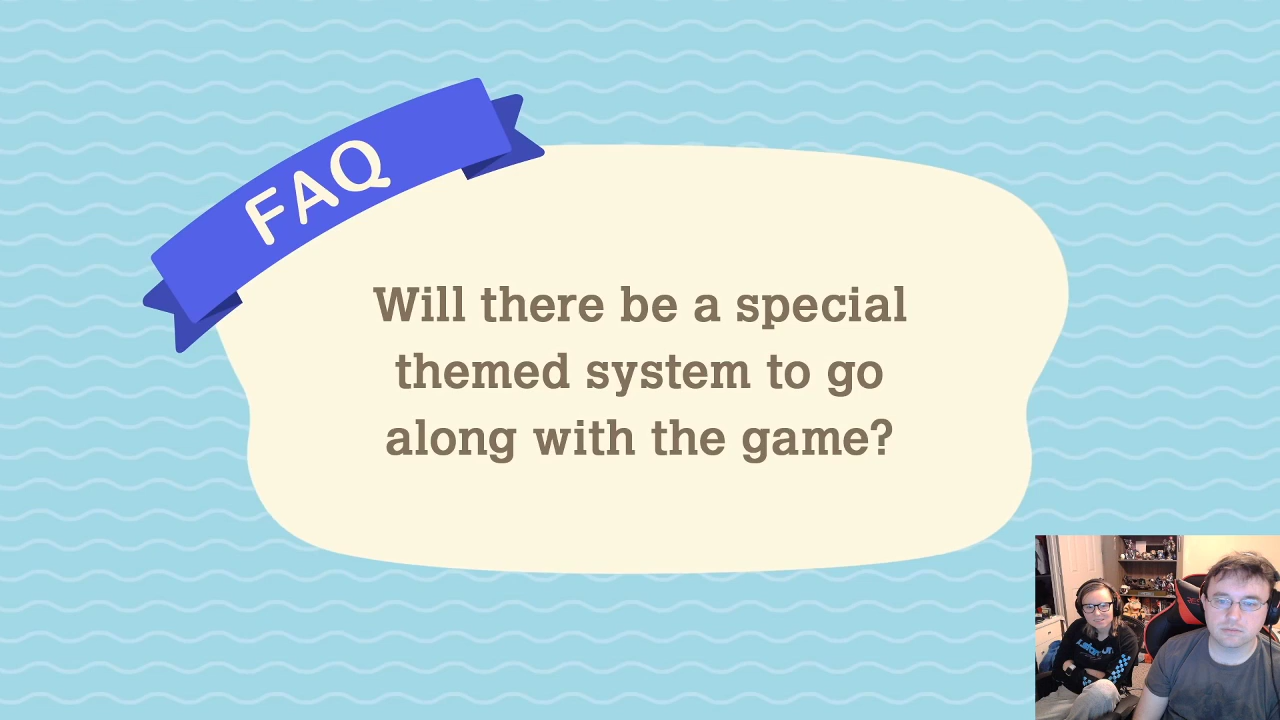 FAQ
Will there be a special
themed system to go
along with the game?